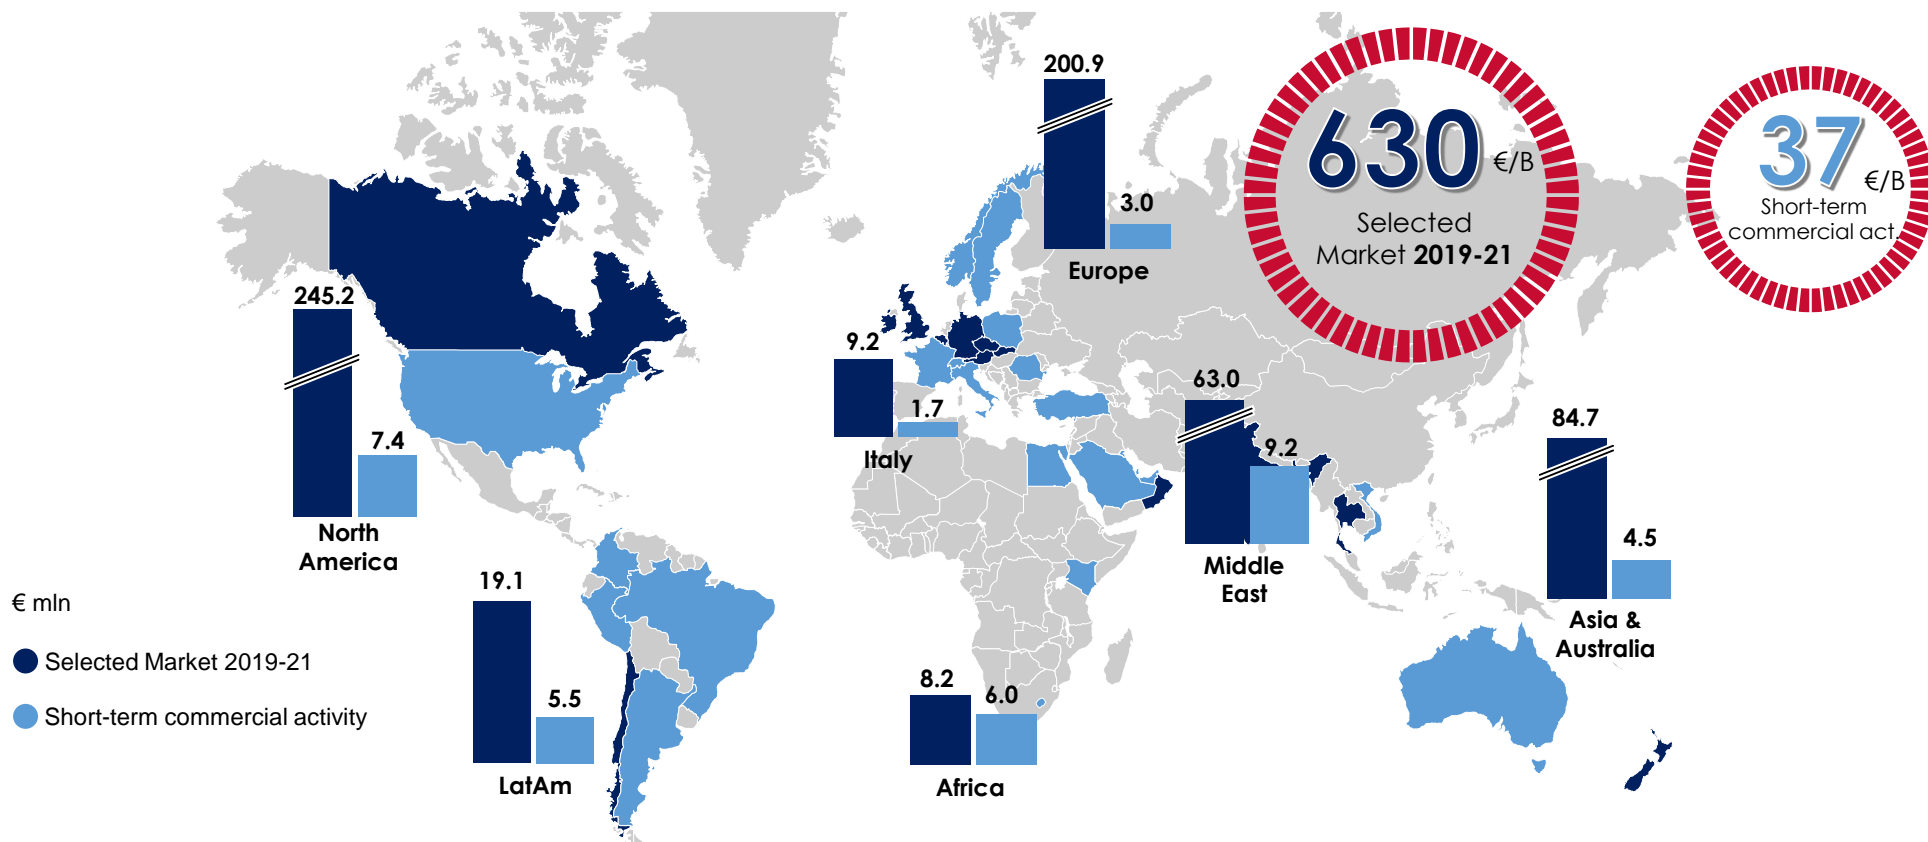 200.9
3.0
Europe
630 €/B
Selected
Market 2019-21
37 €/B
Short-term
commercial act.
245.2
7.4
North
America
9.2
1.7
Italy
63.0
9.2
Middle
East
84.7
4.5
Asia &
Australia
19.1
5.5
LatAm
8.2
6.0
Africa
€ mln
Selected Market 2019-21
Short-term commercial activity